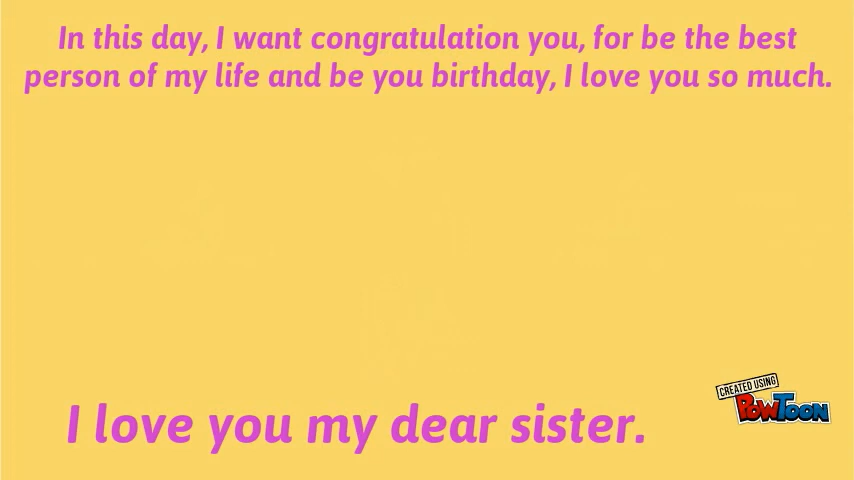 In this day, I want congratulation you, for be the best
person of my life and be you birthday, I love you so much.
CREATED USING
POWTOON
I love you my dear sister.